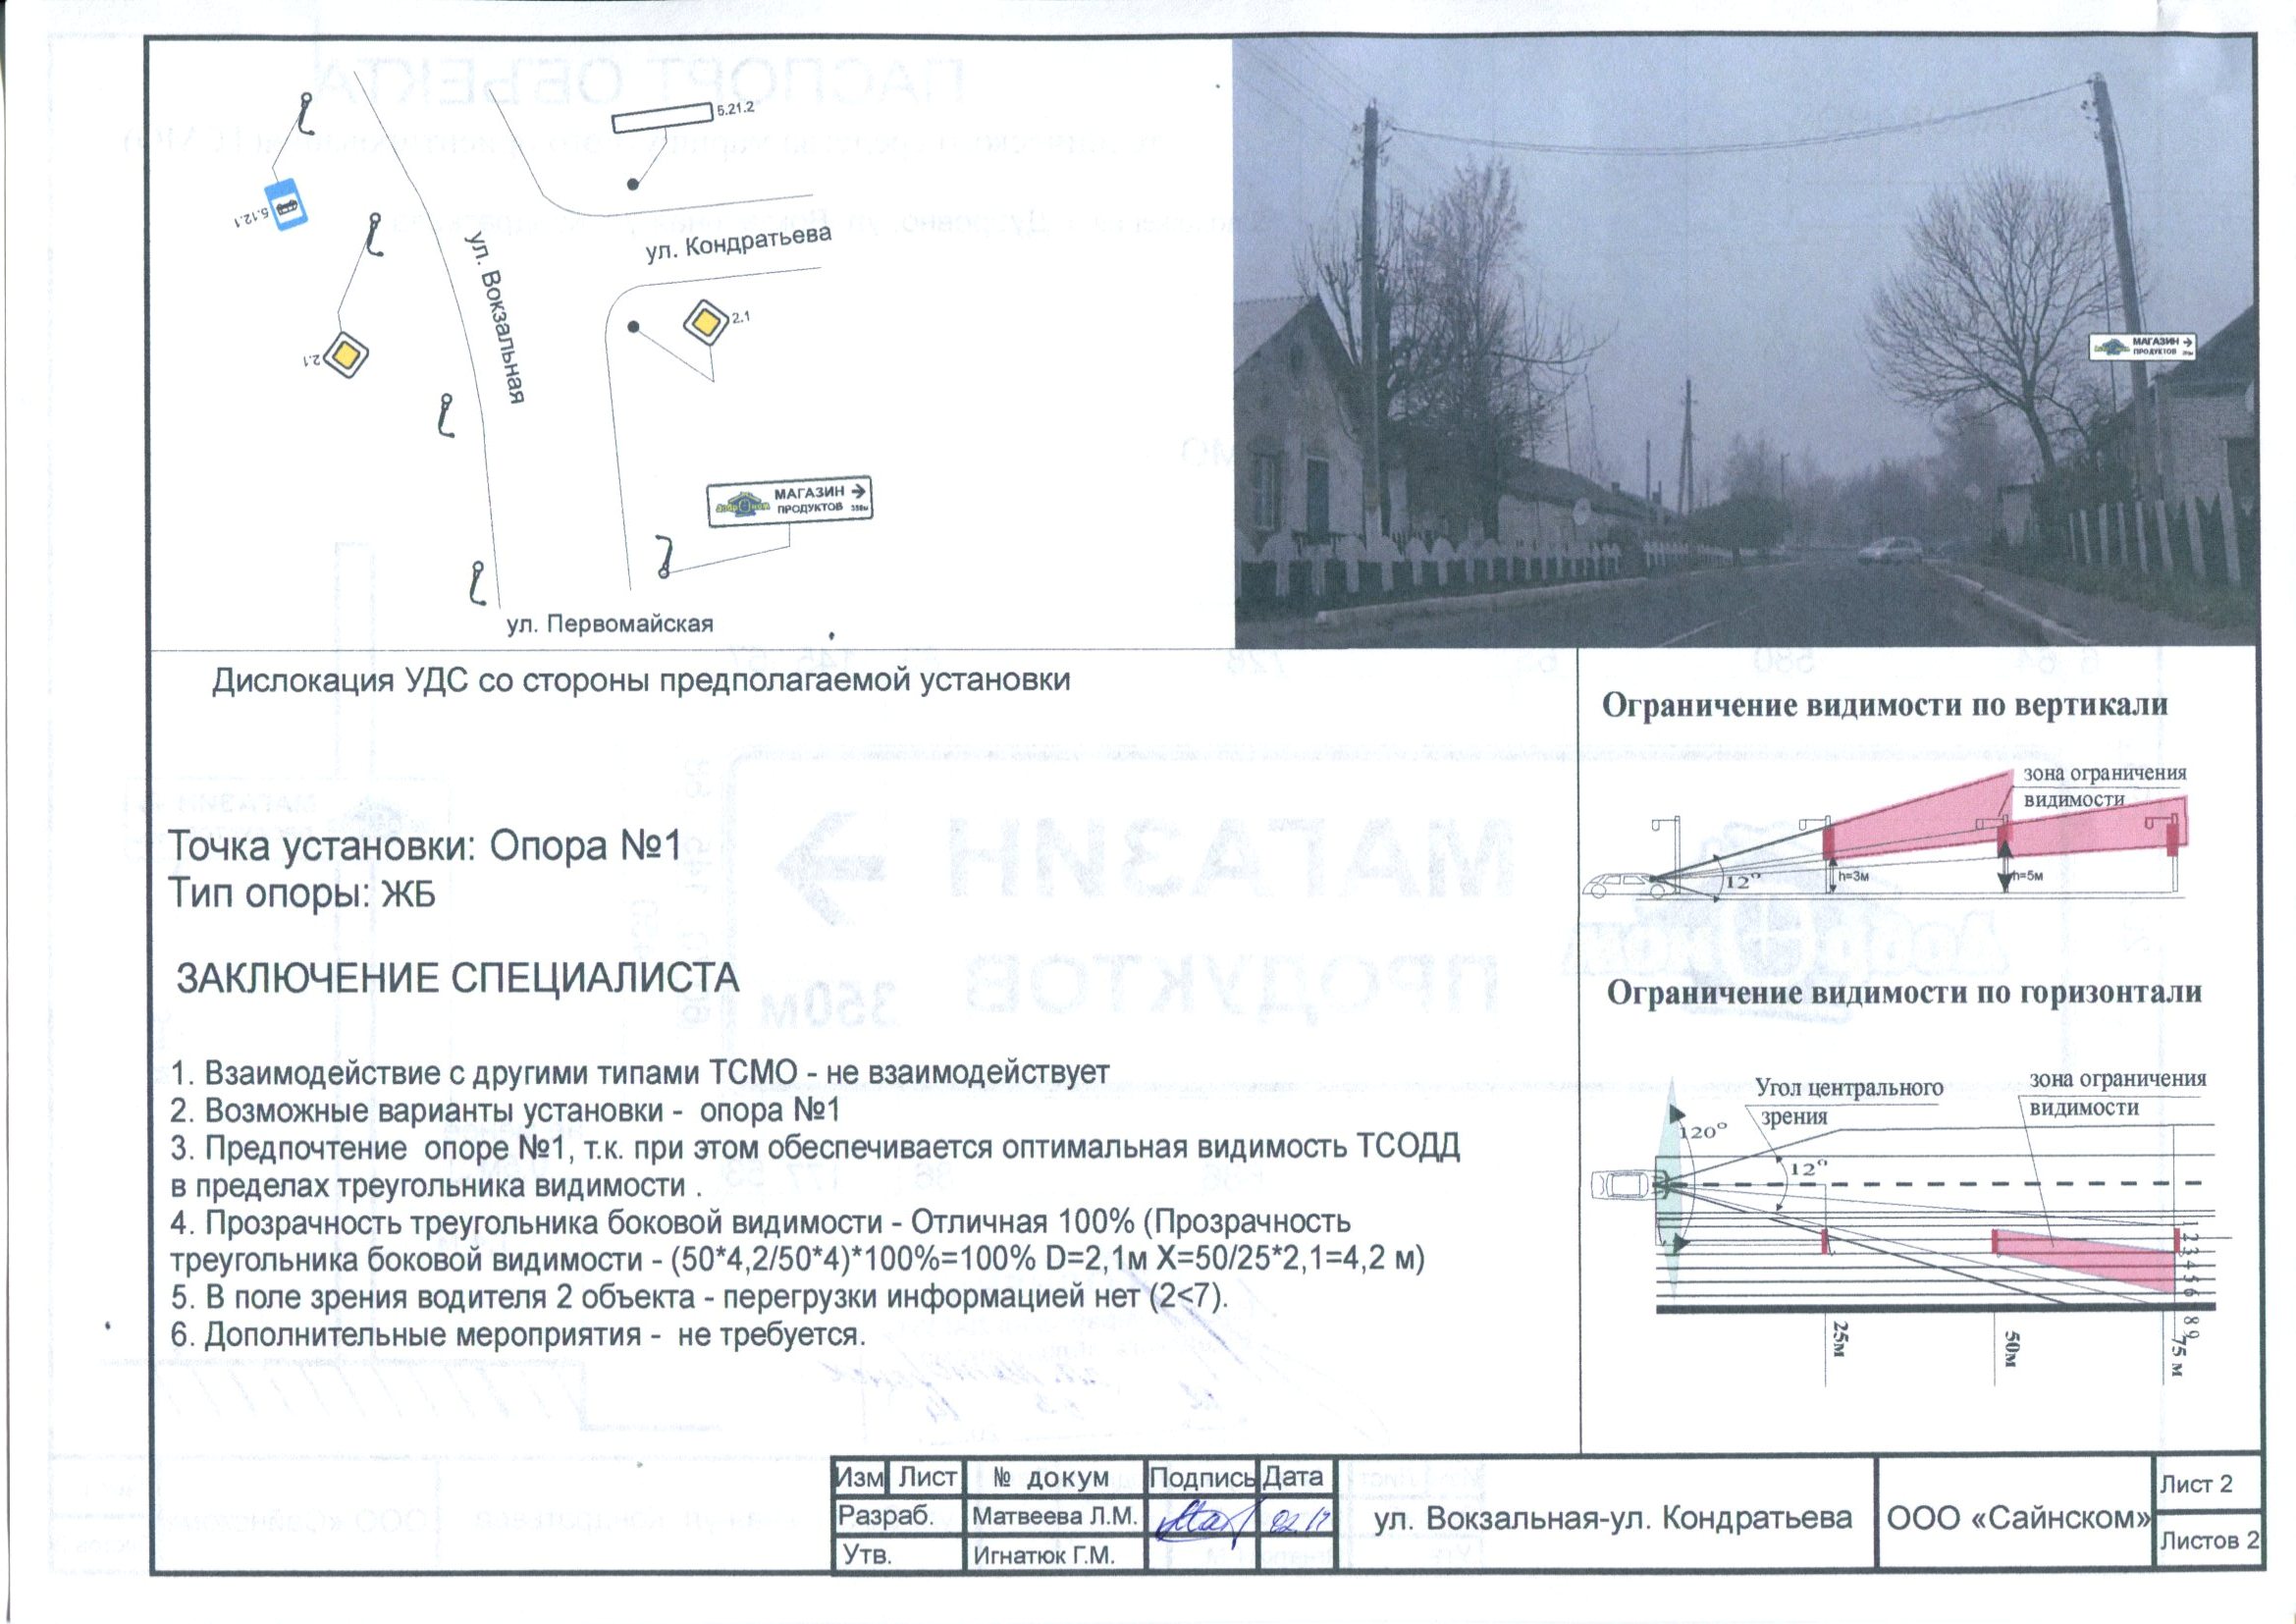 5.21.2
5.12.1
ул. Кондратьева
ул. Вокзальная
2.1
2.1
МАГАЗИН →
ПРОДУКТОВ 350м
ул. Первомайская
МАГАЗИН →
ПРОДУКТОВ
Дислокация УДС со стороны предполагаемой установки
Точка установки: Опора №1
Тип опоры: ЖБ
ЗАКЛЮЧЕНИЕ СПЕЦИАЛИСТА
1. Взаимодействие с другими типами ТСМО - не взаимодействует
2. Возможные варианты установки - опора №1
3. Предпочтение опоре №1, т.к. при этом обеспечивается оптимальная видимость ТСОДД
в пределах треугольника видимости .
4. Прозрачность треугольника боковой видимости - Отличная 100% (Прозрачность
треугольника боковой видимости - (50*4,2/50*4)*100%=100% D=2,1м X=50/25*2,1=4,2 м)
5. В поле зрения водителя 2 объекта - перегрузки информацией нет (2<7).
6. Дополнительные мероприятия - не требуется.
Ограничение видимости по вертикали
зона ограничения
видимости
12°
h=3м
h=5м
Ограничение видимости по горизонтали
Угол центрального
зрения
зона ограничения
видимости
120°
12°
1 2 3 4 5 6 8 9
25м
50м
75 м
Изм Лист № докум Подпись Дата
Разраб. Матвеева Л.М.
Утв. Игнатюк Г.М.
ул. Вокзальная-ул. Кондратьева
ООО «Сайнском»
Лист 2
Листов 2